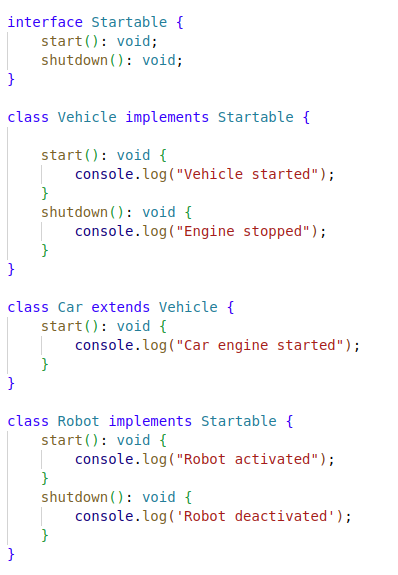 interface Startable {
    start(): void;
    shutdown(): void;
}

class Vehicle implements Startable {

    start(): void {
        console.log("Vehicle started");
    }
    shutdown(): void {
        console.log("Engine stopped");
    }
}

class Car extends Vehicle {
    start(): void {
        console.log("Car engine started");
    }
}

class Robot implements Startable {
    start(): void {
        console.log("Robot activated");
    }
    shutdown(): void {
        console.log('Robot deactivated');
    }
}